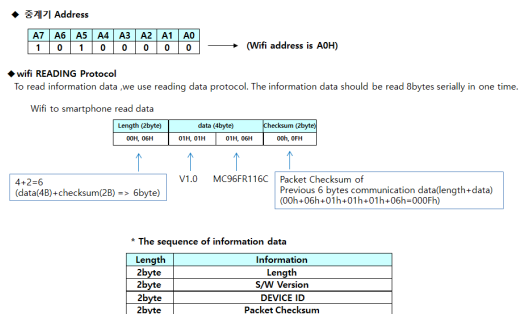 ◆ 중계기 Address
A7 A6 A5 A4 A3 A2 A1 A0
1 0 1 0 0 0 0 0 (Wifi address is A0H)
◆ wifi READING Protocol
To read information data ,we use reading data protocol. The information data should be read 8bytes serially in one time.
Wifi to smartphone read data
Length (2byte) data (4byte) Checksum (2byte)
00H, 06H 01H, 01H 01H, 06H 00h, 0FH
4+2=6
(data(4B)+checksum(2B) => 6byte)
V1.0 MC96FR116C
Packet Checksum of
Previous 6 bytes communication data(length+data)
(00h+06h+01h+01h+01h+06h=000Fh)
* The sequence of information data
Length Information
2byte Length
2byte S/W Version
2byte DEVICE ID
2byte Packet Checksum